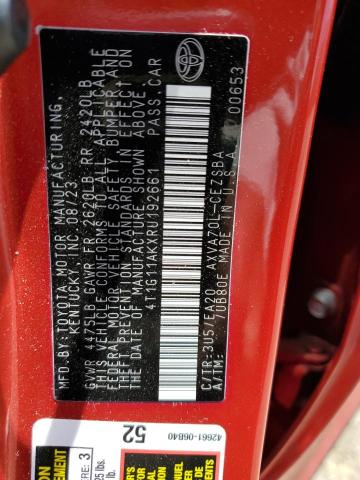 MFD.BY:TOYOTA MOTOR MANUFACTURING,
KENTUCKY, INC. 08/23
GVWR 4475LB GAWR FR 2620LB RR 2420LB
THIS VEHICLE CONFORMS TO ALL APPLICABLE
FEDERAL MOTOR VEHICLE SAFETY, BUMPER, AND
THEFT PREVENTION STANDARDS IN EFFECT ON
THE DATE OF MANUFACTURE SHOWN ABOVE.
4T1G11AKXRU192661 PASS.CAR
C/TR:3U5/EA20
A/TM: -/UB80E AXVA70L-CEZSBA
MADE IN U.S.A. 00653
TOYOTA
42661-06B40
52
3